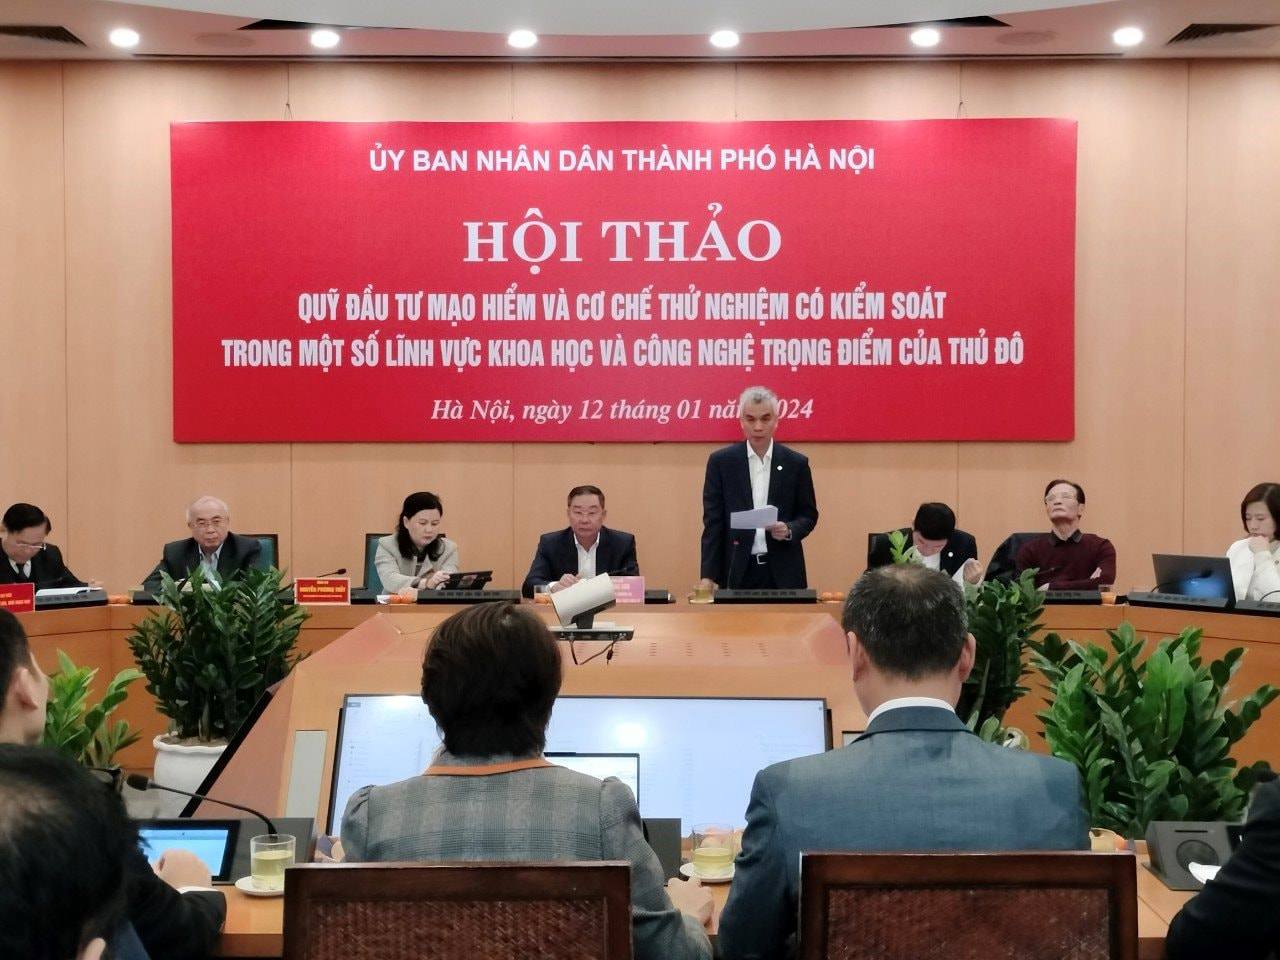 ỦY BAN NHÂN DÂN THÀNH PHỐ HÀ NỘI
HỘI THẢO
QUỸ ĐẦU TƯ MẠO HIỂM VÀ CƠ CHẾ THỬ NGHIỆM CÓ KIỂM SOÁT
TRONG MỘT SỐ LĨNH VỰC KHOA HỌC VÀ CÔNG NGHỆ TRỌNG ĐIỂM CỦA THỦ ĐÔ
Hà Nội, ngày 12 tháng 01 năm 2024